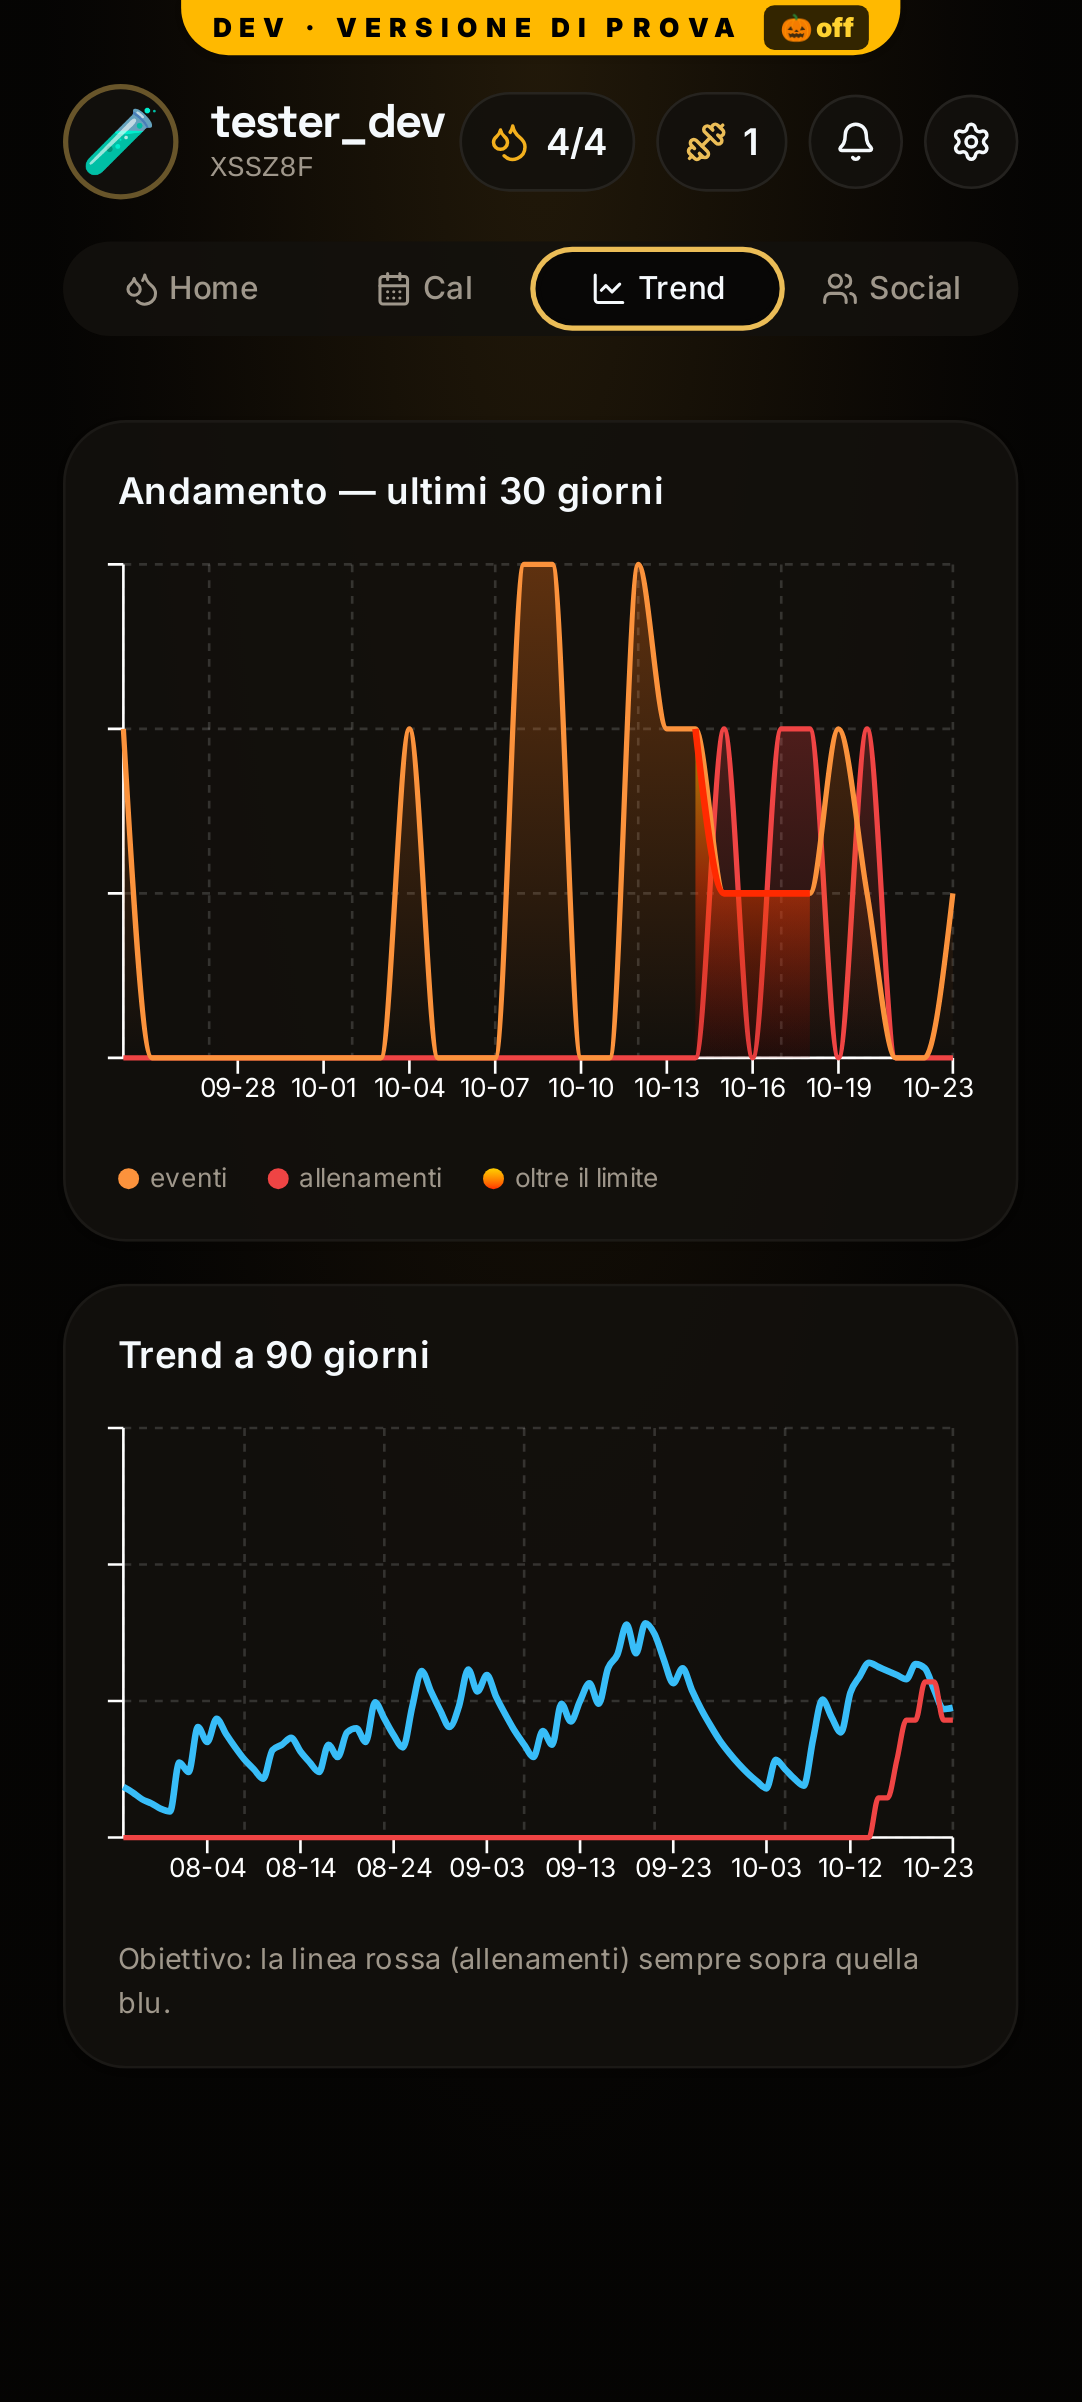 DEV · VERSIONE DI PROVA 🎃 off
tester_dev
XSSZ8F
4/4
1
Home Cal Trend Social
Andamento — ultimi 30 giorni
09-28 10-01 10-04 10-07 10-10 10-13 10-16 10-19 10-23
eventi allenamenti oltre il limite
Trend a 90 giorni
08-04 08-14 08-24 09-03 09-13 09-23 10-03 10-12 10-23
Obiettivo: la linea rossa (allenamenti) sempre sopra quella
blu.